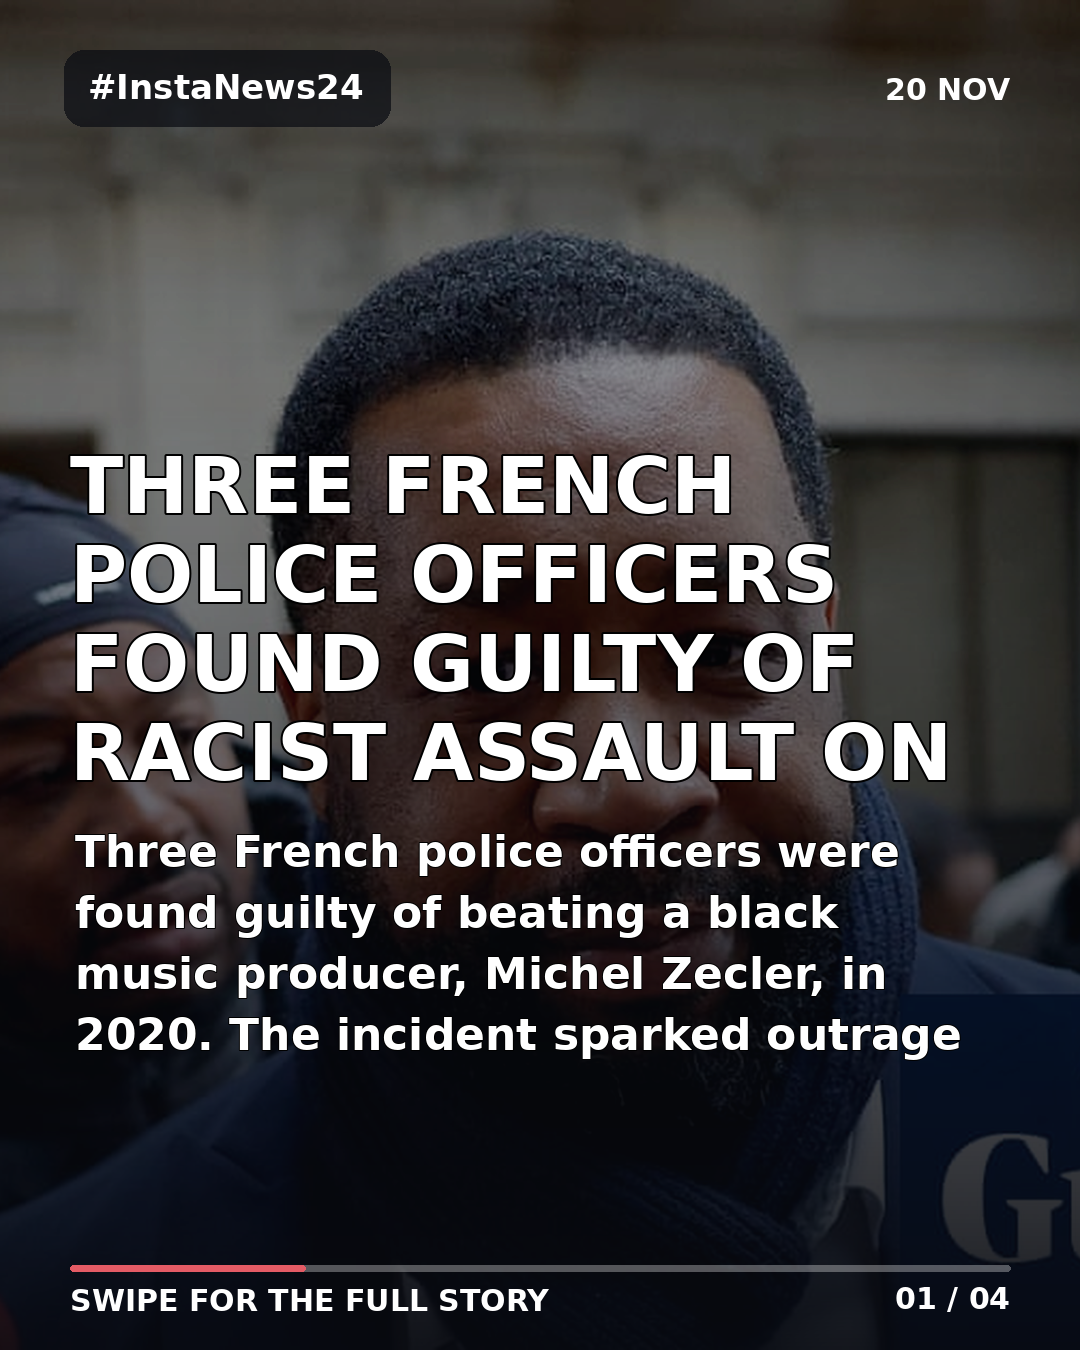 #InstaNews24
20 NOV
THREE FRENCH
POLICE OFFICERS
FOUND GUILTY OF
RACIST ASSAULT ON
Three French police officers were
found guilty of beating a black
music producer, Michel Zecler, in
2020. The incident sparked outrage
SWIPE FOR THE FULL STORY
01 / 04